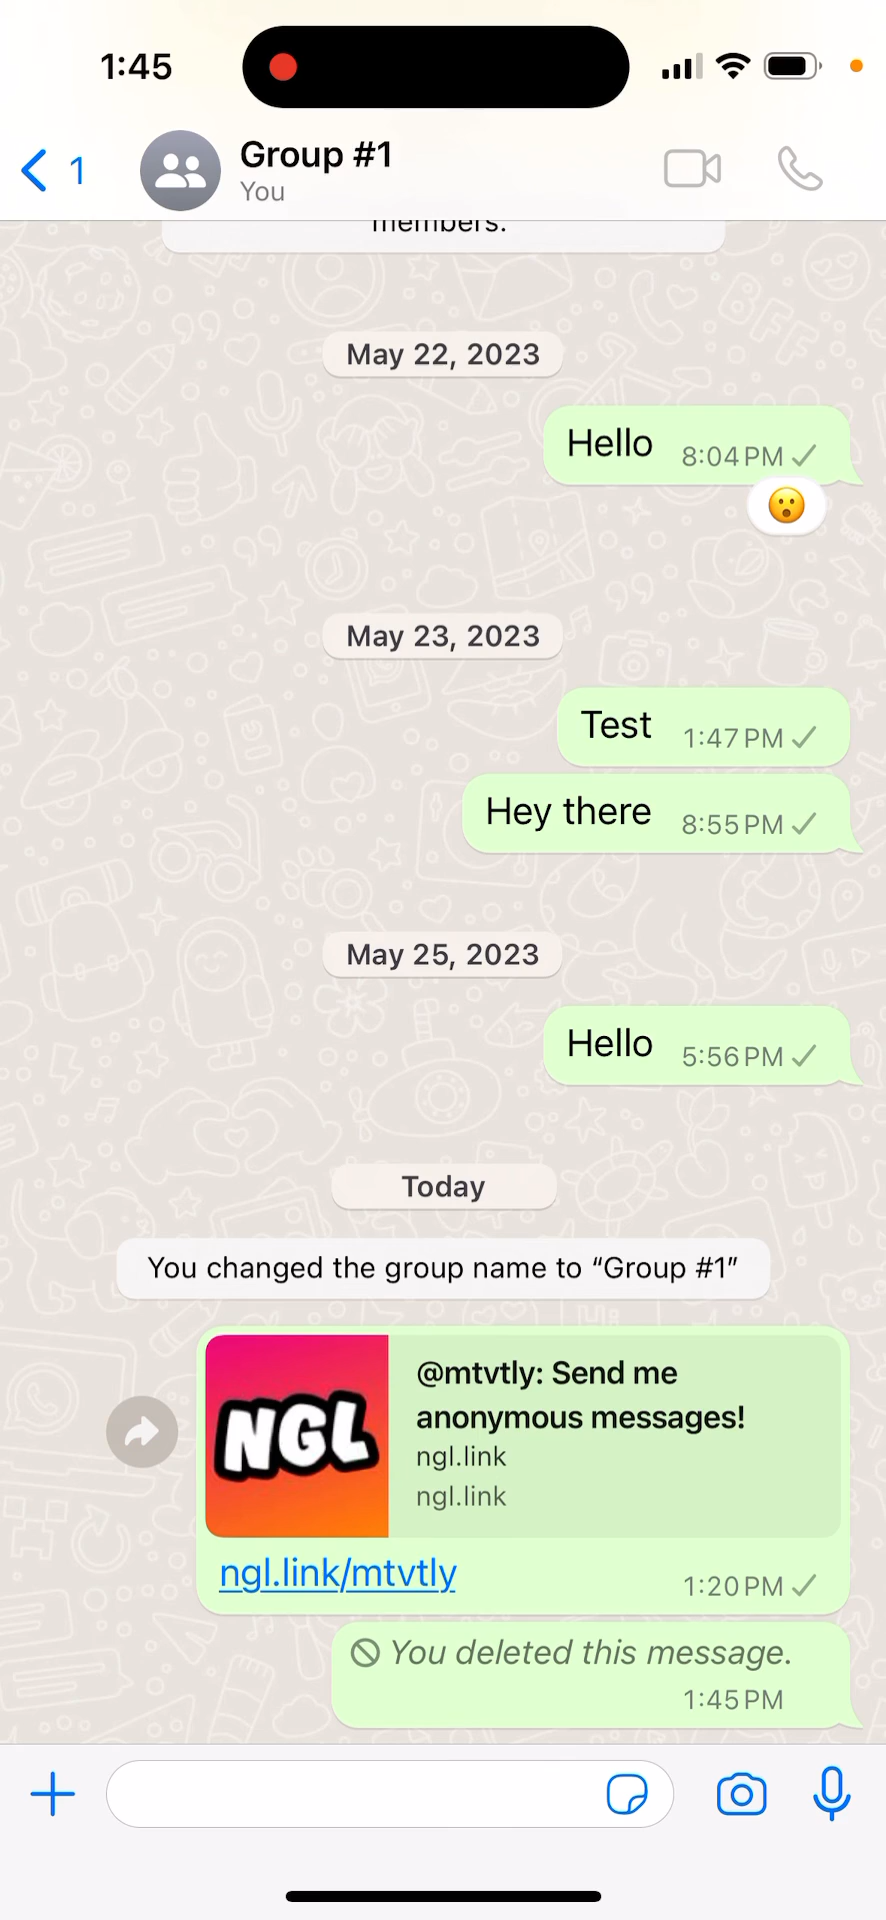 1:45
1
Group #1
You
members.
May 22, 2023
Hello
8:04 PM
May 23, 2023
Test
1:47 PM
Hey there
8:55 PM
May 25, 2023
Hello
5:56 PM
Today
You changed the group name to “Group #1”
NGL
@mtvtly: Send me
anonymous messages!
ngl.link
ngl.link
ngl.link/mtvtly
1:20 PM
You deleted this message.
1:45 PM